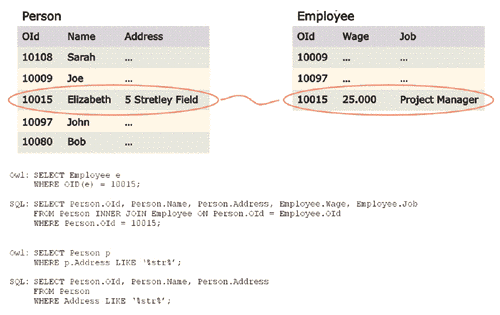 Person
OId Name Address
10108 Sarah ...
10009 Joe ...
10015 Elizabeth 5 Stretley Field
10097 John ...
10080 Bob ...
Employee
OId Wage Job
10009 ... ...
10097 ... ...
10015 25.000 Project Manager
Owl: SELECT Employee e
WHERE OID(e) = 10015;
SQL: SELECT Person.OId, Person.Name, Person.Address, Employee.Wage, Employee.Job
FROM Person INNER JOIN Employee ON Person.OId = Employee.OId
WHERE Person.OId = 10015;
Owl: SELECT Person p
WHERE p.Address LIKE '%str%';
SQL: SELECT Person.OId, Person.Name, Person.Address
FROM Person
WHERE Address LIKE '%str%';